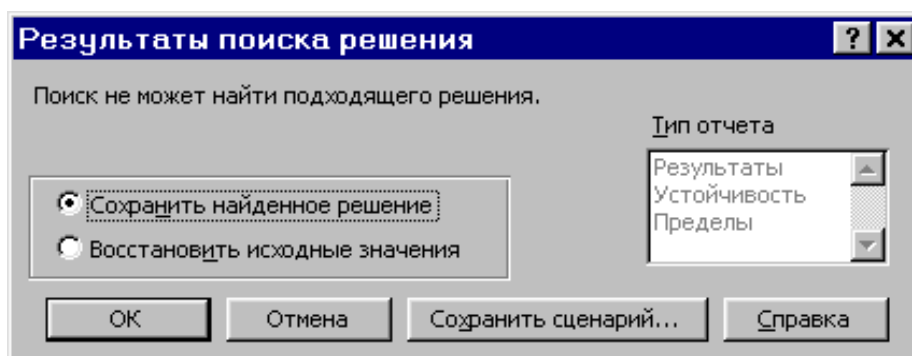 Результаты поиска решения
Поиск не может найти подходящего решения.
Тип отчета
Результаты
Устойчивость
Пределы
Сохранить найденное решение
Восстановить исходные значения
ОК
Отмена
Сохранить сценарий...
Справка